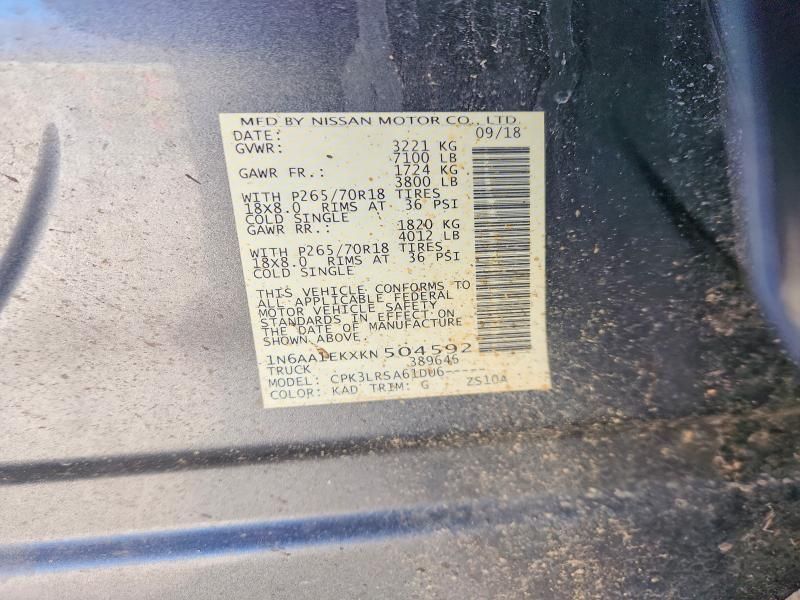 MFD BY NISSAN MOTOR CO., LTD.
DATE: 09/18
GVWR: 3221 KG
7100 LB
GAWR FR.: 1724 KG
3800 LB
WITH P265/70R18 TIRES
18X8.0 RIMS AT 36 PSI
COLD SINGLE
GAWR RR.: 1820 KG
4012 LB
WITH P265/70R18 TIRES
18X8.0 RIMS AT 36 PSI
COLD SINGLE
THIS VEHICLE CONFORMS TO
ALL APPLICABLE FEDERAL
MOTOR VEHICLE SAFETY
STANDARDS IN EFFECT ON
THE DATE OF MANUFACTURE
SHOWN ABOVE.
1N6AA1EKXKN 504592
TRUCK 389646
MODEL: CPK3LRSA61DU6-----
COLOR: KAD TRIM: G ZS10A